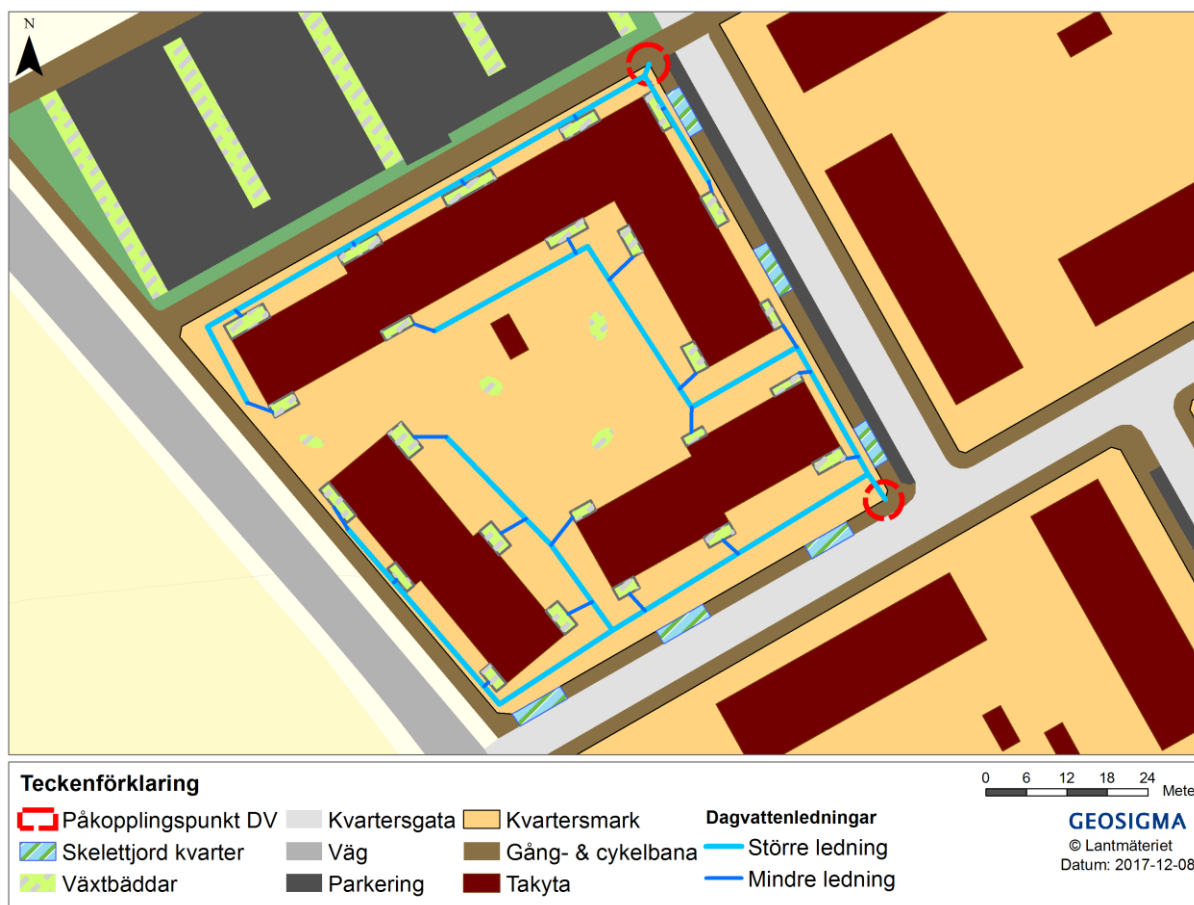 N
Teckenförklaring
Påkopplingspunkt DV
Skelettjord kvarter
Växtbäddar
Kvartersgata
Väg
Parkering
Kvartersmark
Gång- & cykelbana
Takyta
Dagvattenledningar
Större ledning
Mindre ledning
0 6 12 18 24
Mete
GEOSIGMA
© Lantmäteriet
Datum: 2017-12-08